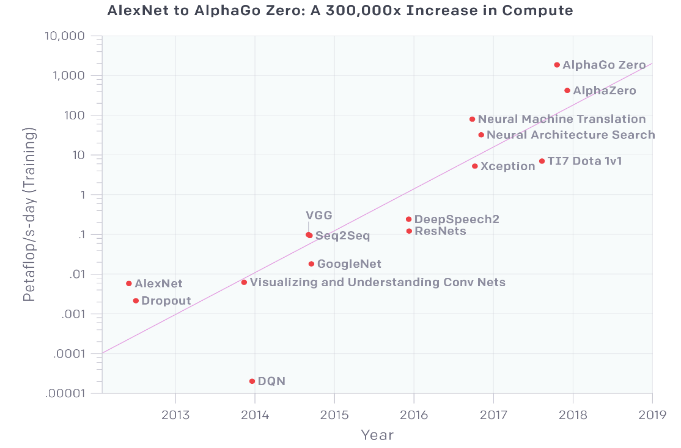 AlexNet to AlphaGo Zero: A 300,000x Increase in Compute
10,000
1,000
100
10
1
.1
.01
.001
.0001
.00001
Petaflop/s-day (Training)
AlphaGo Zero
AlphaZero
Neural Machine Translation
Neural Architecture Search
Xception
TI7 Dota 1v1
VGG
Seq2Seq
DeepSpeech2
ResNets
GoogleNet
AlexNet
Visualizing and Understanding Conv Nets
Dropout
DQN
2013
2014
2015
2016
2017
2018
2019
Year